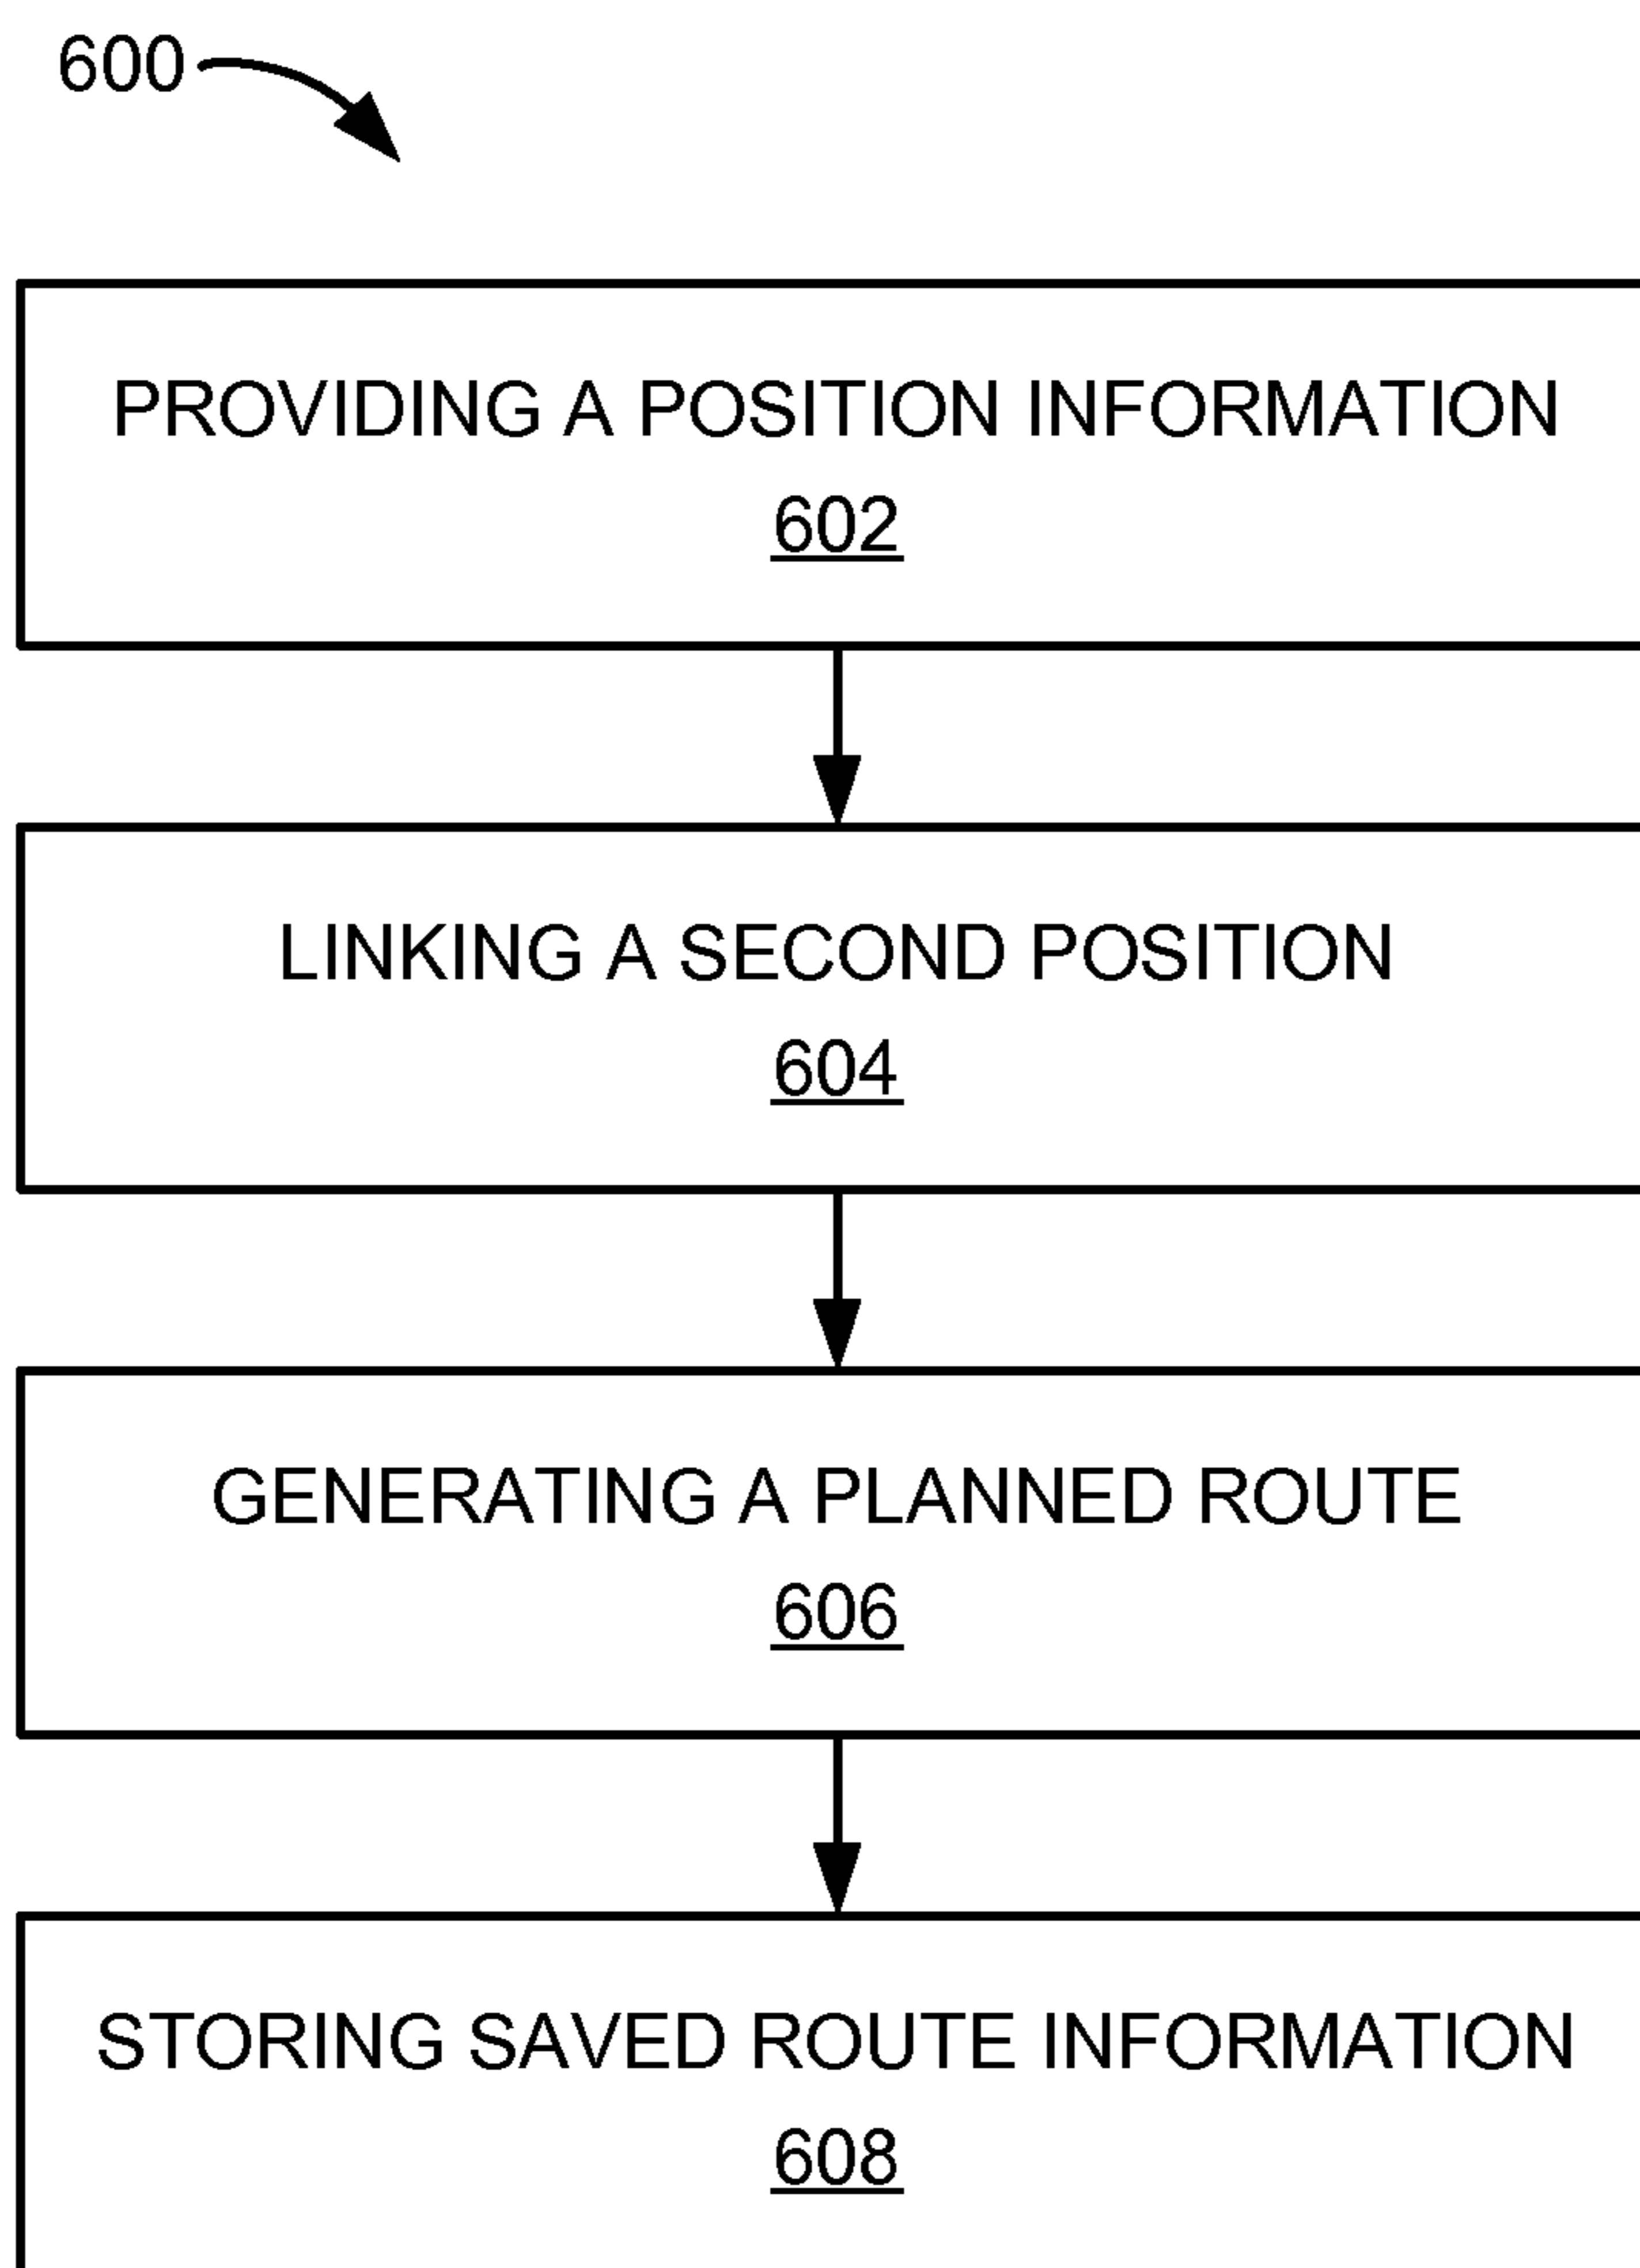 600
PROVIDING A POSITION INFORMATION
602
LINKING A SECOND POSITION
604
GENERATING A PLANNED ROUTE
606
STORING SAVED ROUTE INFORMATION
608